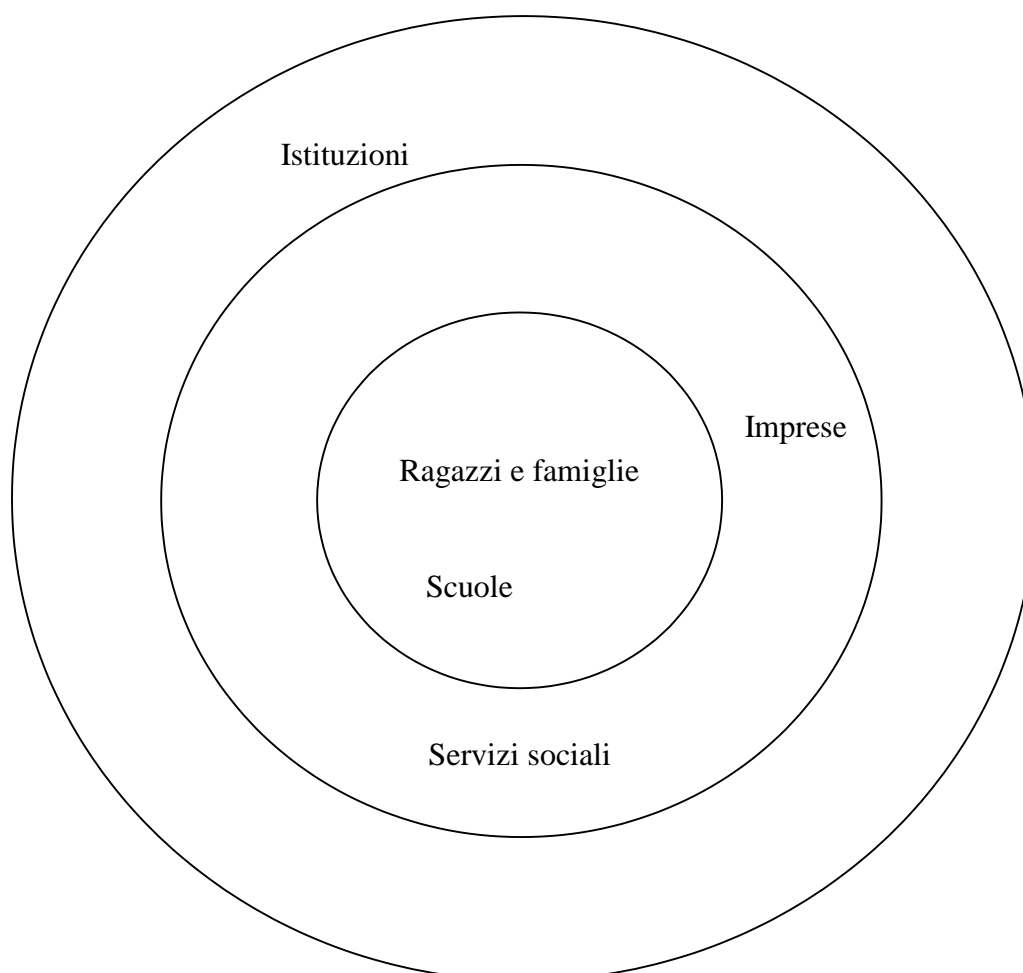 Istituzioni
Imprese
Ragazzi e famiglie
Scuole
Servizi sociali